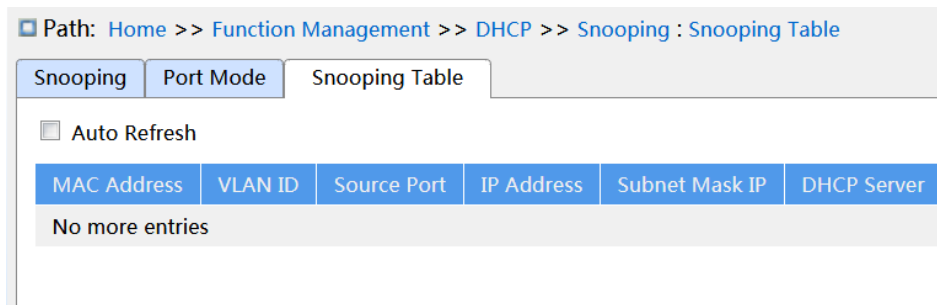 Path: Home >> Function Management >> DHCP >> Snooping : Snooping Table
Snooping Port Mode Snooping Table
Auto Refresh
MAC Address VLAN ID Source Port IP Address Subnet Mask IP DHCP Server
No more entries